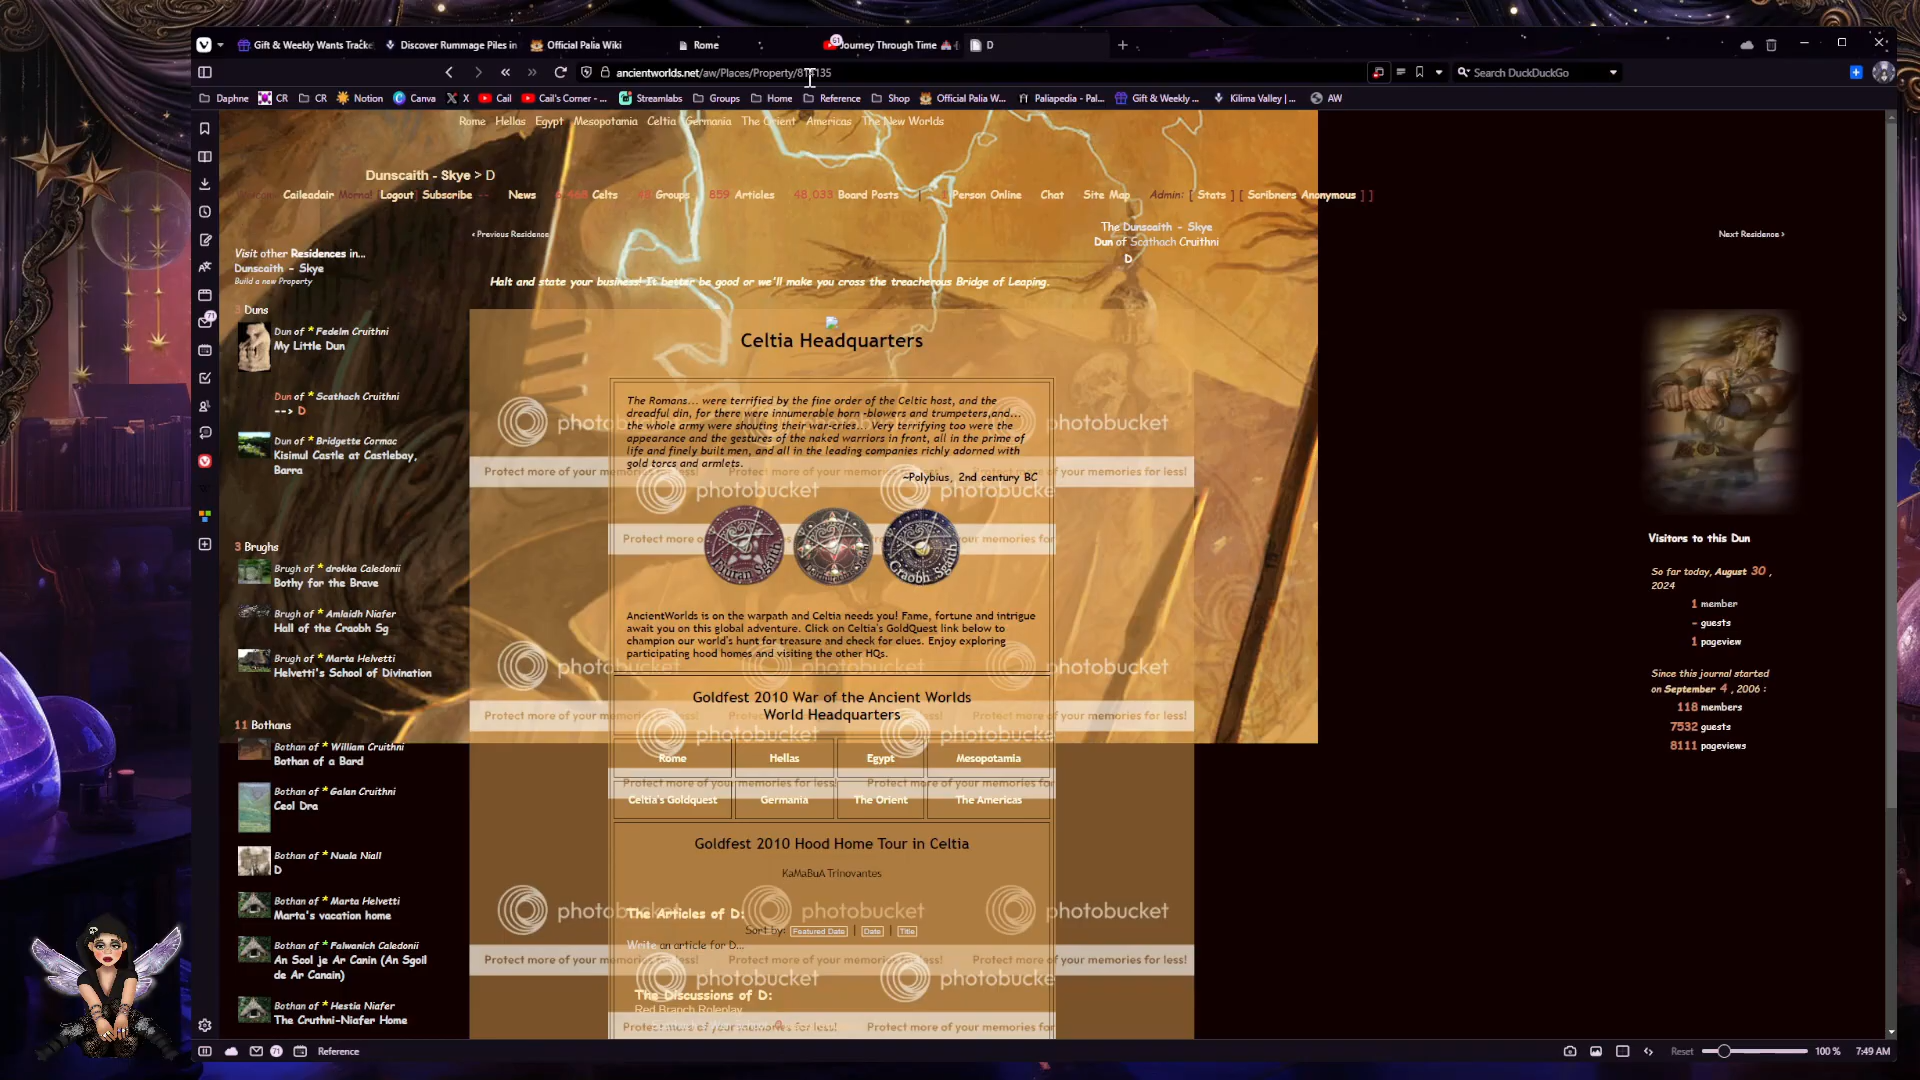 Gift & Weekly Wants Tracke
Discover Rummage Piles in
Official Palia Wiki
Rome
61
Journey Through Time
D
ancientworlds.net/aw/Places/Property/
Search DuckDuckGo
Daphne
CR
CR
Notion
Canva
X
Cail
Cail's Corner - ...
Streamlabs
Groups
Home
Reference
Shop
Official Palia W...
Paliapedia - Pal...
Gift & Weekly ...
Kilima Valley | ...
AW
Rome Hellas Egypt Mesopotamia Celtia Germania The Orient Americas The New Worlds
Dunscaith - Skye > D
Caileadair Morna! Logout] Subscribe
News
Celts
Groups
859 Articles
48,033 Board Posts
|
Person Online
Chat
Site Map
Admin: [ Stats ] [ Scribners Anonymous ] ]
< Previous Residence
The Dunscaith - Skye
Dun of Scathach Cruithni
D
Next Residence >
Visit other Residences in...
Dunscaith - Skye
Build a new Property
Halt and state your business! It better be good or we'll make you cross the treacherous Bridge of Leaping.
3 Duns
Dun of * Fedelm Cruithni
My Little Dun
Dun of * Scathach Cruithni
--> D
Dun of * Bridgette Cormac
Kisimul Castle at Castlebay,
Barra
3 Brughs
Brugh of * drokka Caledonii
Bothy for the Brave
Brugh of * Amlaidh Niafer
Hall of the Craobh Sg
Brugh of * Marta Helvetti
Helvetti's School of Divination
11 Bothans
Bothan of * William Cruithni
Bothan of a Bard
Bothan of * Galan Cruithni
Ceol Dra
Bothan of * Nuala Niall
D
Bothan of * Marta Helvetti
Marta's vacation home
Bothan of * Falwanich Caledonii
An Scol je Ar Canin (An Sgoil
de Ar Canain)
Bothan of * Hestia Niafer
The Cruthni-Niafer Home
Celtia Headquarters
The Romans... were terrified by the fine order of the Celtic host, and the
dreadful din, for there were innumerable horn -blowers and trumpeters,and...
the whole army were shouting their war-cries... Very terrifying too were the
appearance and the gestures of the naked warriors in front, all in the prime of
life and finely built men, and all in the leading companies richly adorned with
gold torcs and armlets.
~Polybius, 2nd century BC
photobucket
Protect more of your memories for less!
Craobh Sgaith
AncientWorlds is on the warpath and Celtia needs you! Fame, fortune and intrigue
await you on this global adventure. Click on Celtia's GoldQuest link below to
champion our world's hunt for treasure and check for clues. Enjoy exploring
participating hood homes and visiting the other HQs.
Goldfest 2010 War of the Ancient Worlds
World Headquarters
Rome
Hellas
Egypt
Mesopotamia
Celtia's Goldquest
Germania
The Orient
The Americas
Goldfest 2010 Hood Home Tour in Celtia
KaMaBuA Trinovantes
The Articles of D:
Sort by: Featured Date | Date | Title
Write an article for D...
The Discussions of D:
Red Branch Roleplay
Visitors to this Dun
So far today, August 30 ,
2024
1 member
- guests
1 pageview
Since this journal started
on September 4 , 2006 :
118 members
7532 guests
8111 pageviews
71
71
Reference
Reset
100 %
7:49 AM